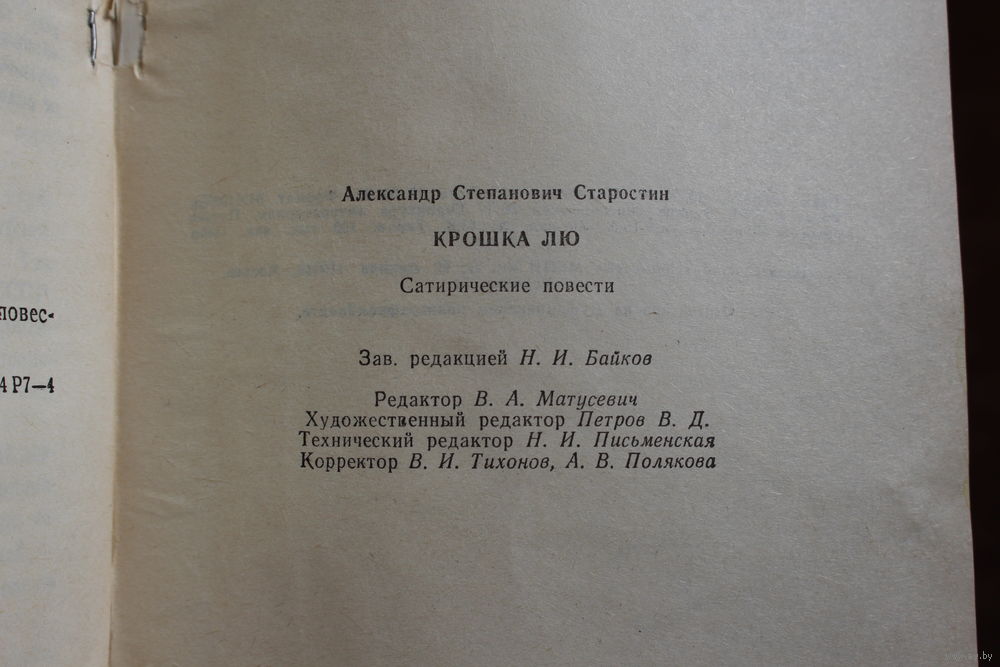 повес-
4 Р7—4
Александр Степанович Старостин
КРОШКА ЛЮ
Сатирические повести
Зав. редакцией Н. И. Байков
Редактор В. А. Матусевич
Художественный редактор Петров В. Д.
Технический редактор Н. И. Письменская
Корректор В. И. Тихонов, А. В. Полякова